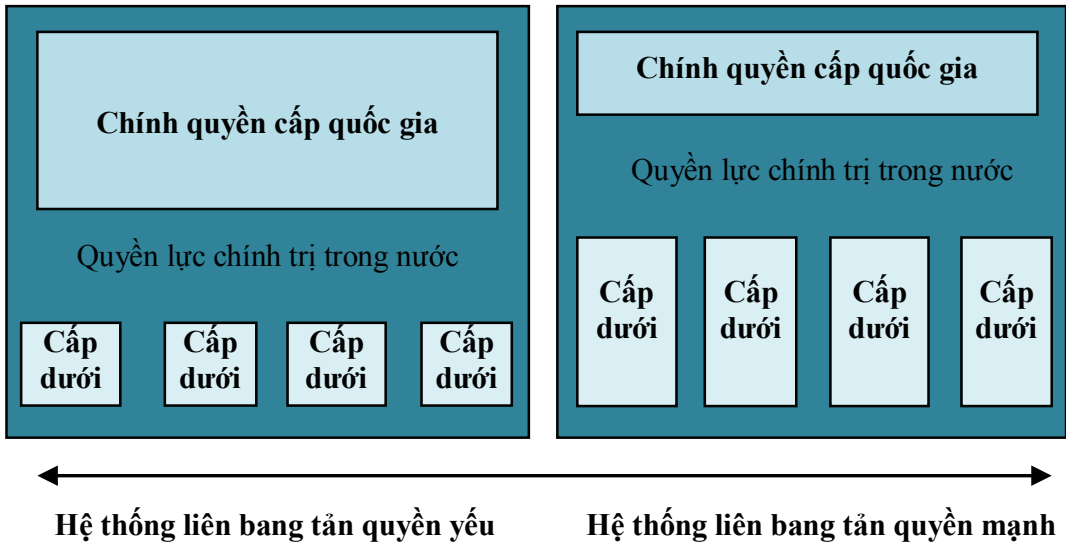 Chính quyền cấp quốc gia
Quyền lực chính trị trong nước
Cấp
dưới
Cấp
dưới
Cấp
dưới
Cấp
dưới
Chính quyền cấp quốc gia
Quyền lực chính trị trong nước
Cấp
dưới
Cấp
dưới
Cấp
dưới
Cấp
dưới
Hệ thống liên bang tản quyền yếu
Hệ thống liên bang tản quyền mạnh